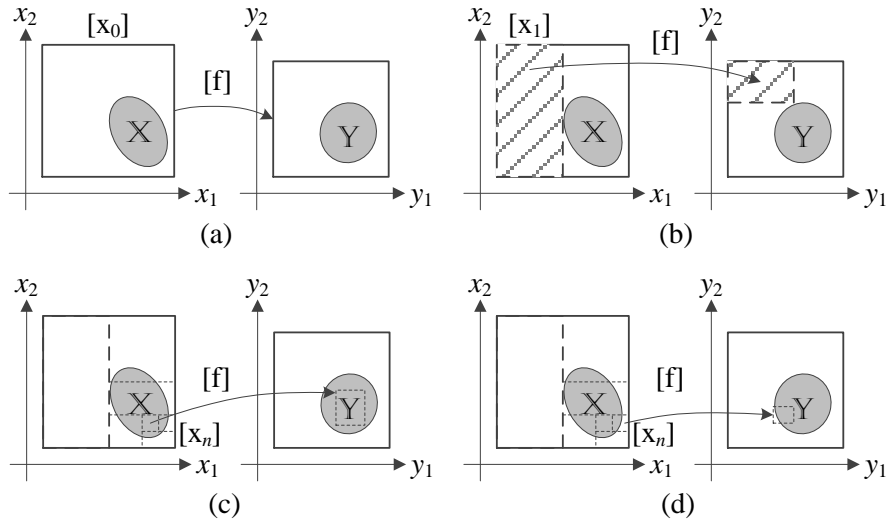 x₂ [x₀] y₂ x₂ [x₁] y₂
[f] [f]
𝕏 𝕐 𝕏 𝕐
x₁ y₁ x₁ y₁
(a) (b)
x₂ y₂ x₂ y₂
[f] [f]
𝕏 𝕐 𝕏 𝕐
[xₙ] [xₙ]
x₁ y₁ x₁ y₁
(c) (d)